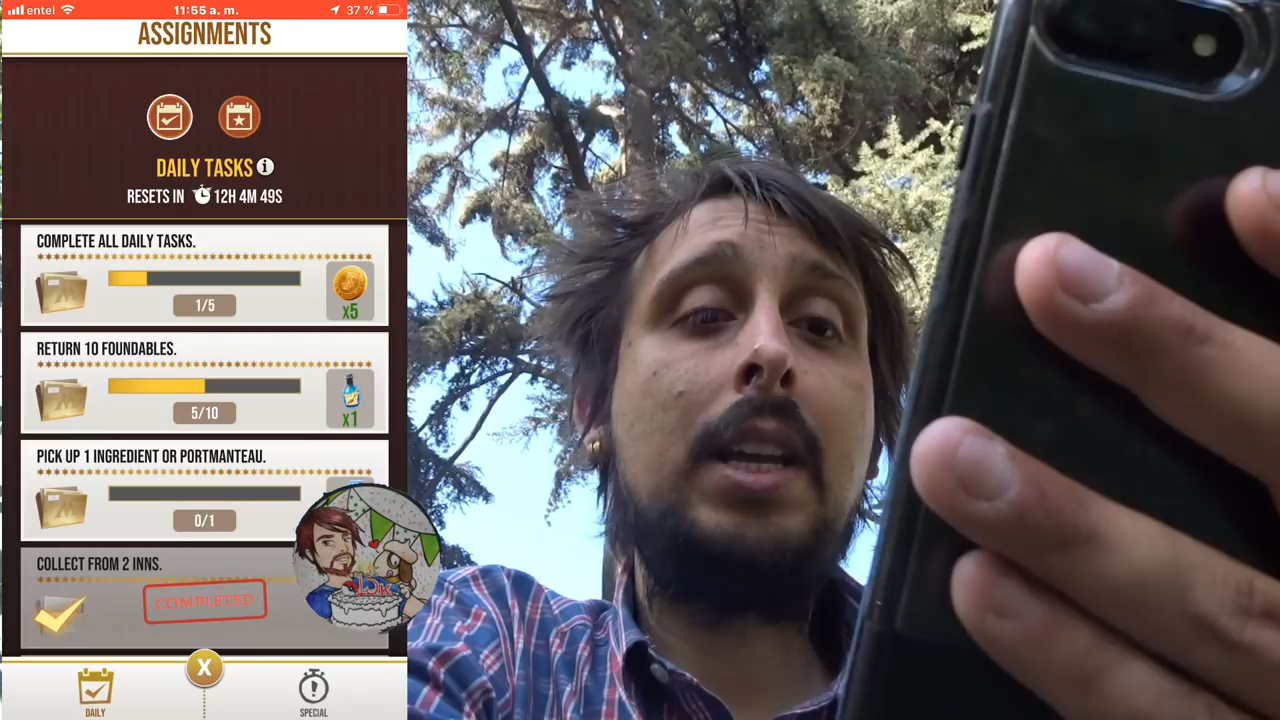 entel 11:55 a. m. 37 %
ASSIGNMENTS
DAILY TASKS
RESETS IN 12H 4M 49S
COMPLETE ALL DAILY TASKS.
1/5
x5
RETURN 10 FOUNDABLES.
5/10
x1
PICK UP 1 INGREDIENT OR PORTMANTEAU.
0/1
COLLECT FROM 2 INNS.
COMPLETED
15K
X
DAILY
SPECIAL